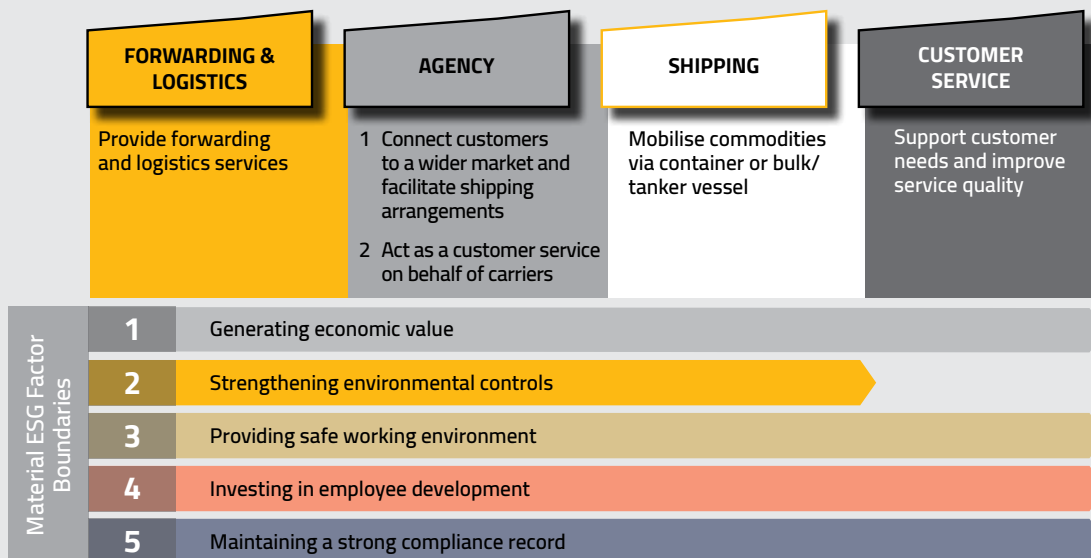 FORWARDING &
LOGISTICS
Provide forwarding
and logistics services
AGENCY
1 Connect customers
to a wider market and
facilitate shipping
arrangements
2 Act as a customer service
on behalf of carriers
SHIPPING
Mobilise commodities
via container or bulk/
tanker vessel
CUSTOMER
SERVICE
Support customer
needs and improve
service quality
Material ESG Factor
Boundaries
1 Generating economic value
2 Strengthening environmental controls
3 Providing safe working environment
4 Investing in employee development
5 Maintaining a strong compliance record